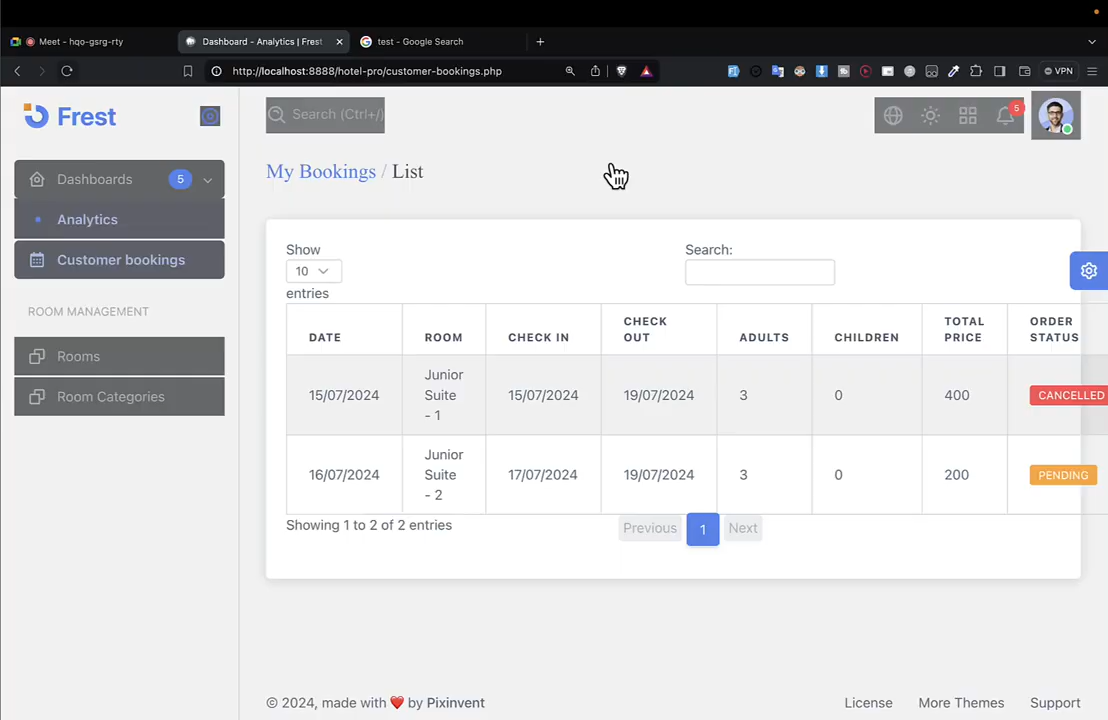 Meet - hqo-gsrg-rty
Dashboard - Analytics | Frest
test - Google Search
http://localhost:8888/hotel-pro/customer-bookings.php
VPN
Frest
Search (Ctrl+/)
5
Dashboards 5
Analytics
Customer bookings
ROOM MANAGEMENT
Rooms
Room Categories
My Bookings / List
Show
10
entries
Search:
DATE ROOM CHECK IN CHECK OUT ADULTS CHILDREN TOTAL PRICE ORDER STATUS
15/07/2024 Junior Suite - 1 15/07/2024 19/07/2024 3 0 400 CANCELLED
16/07/2024 Junior Suite - 2 17/07/2024 19/07/2024 3 0 200 PENDING
Showing 1 to 2 of 2 entries
Previous 1 Next
© 2024, made with ❤️ by Pixinvent
License More Themes Support